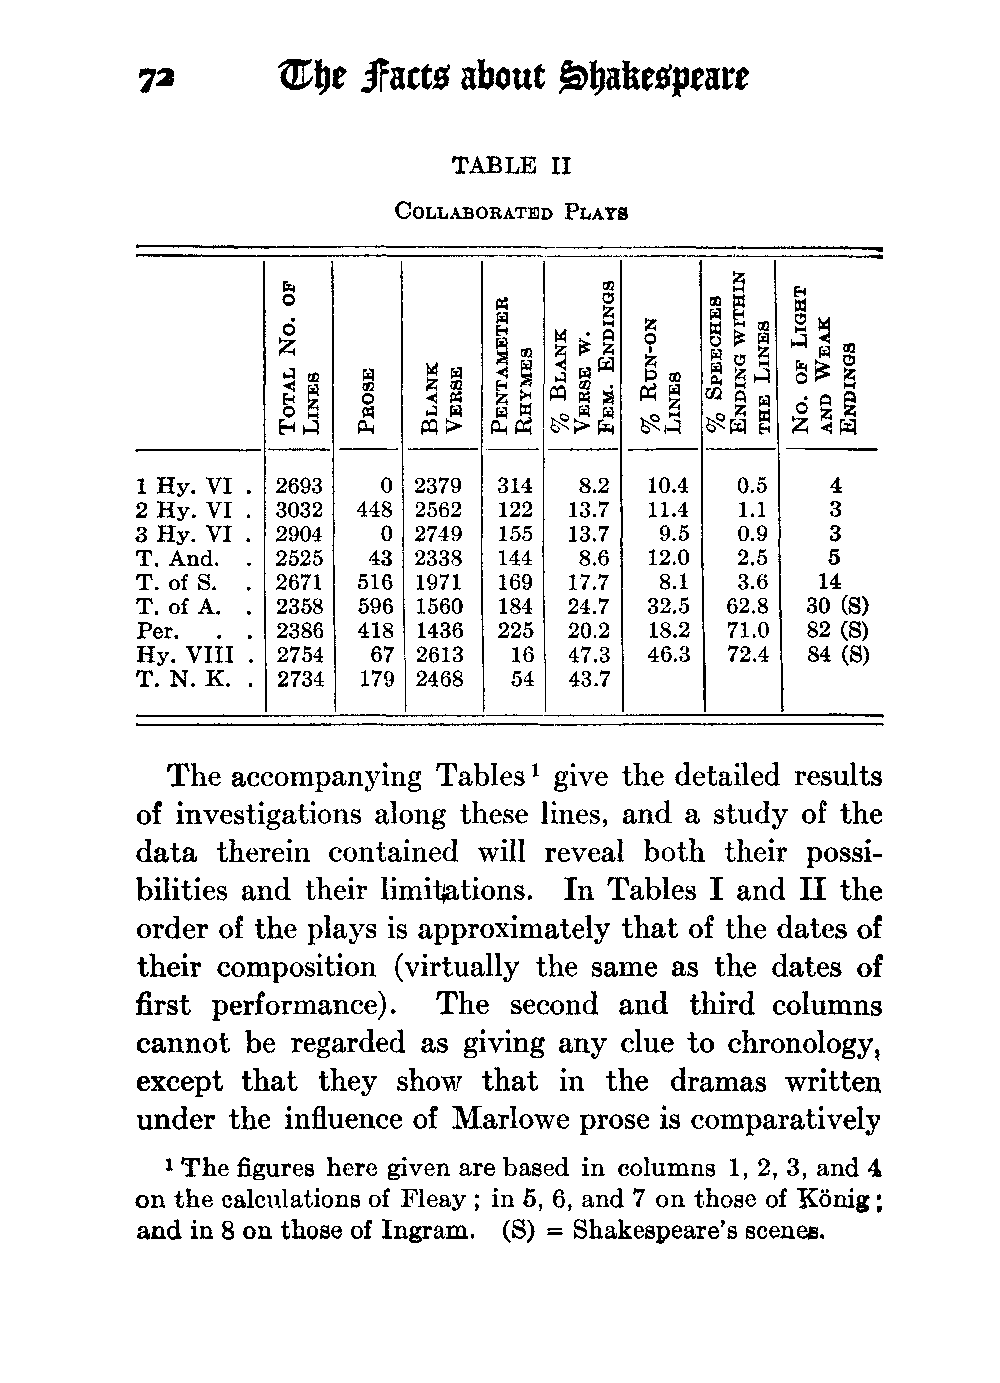 72 The Facts about Shakespeare
TABLE II
COLLABORATED PLAYS
TOTAL NO. OF LINES | PROSE | BLANK VERSE | PENTAMETER RHYMES | % BLANK VERSE W. FEM. ENDINGS | % RUN-ON LINES | % SPEECHES ENDING WITHIN THE LINES | NO. OF LIGHT AND WEAK ENDINGS
1 Hy. VI . 2693 0 2379 314 8.2 10.4 0.5 4
2 Hy. VI . 3032 448 2562 122 13.7 11.4 1.1 3
3 Hy. VI . 2904 0 2749 155 13.7 9.5 0.9 3
T. And. . 2525 43 2338 144 8.6 12.0 2.5 5
T. of S. . 2671 516 1971 169 17.7 8.1 3.6 14
T. of A. . 2358 596 1560 184 24.7 32.5 62.8 30 (S)
Per. . . 2386 418 1436 225 20.2 18.2 71.0 82 (S)
Hy. VIII . 2754 67 2613 16 47.3 46.3 72.4 84 (S)
T. N. K. . 2734 179 2468 54 43.7
The accompanying Tables ¹ give the detailed results
of investigations along these lines, and a study of the
data therein contained will reveal both their possi-
bilities and their limitations. In Tables I and II the
order of the plays is approximately that of the dates of
their composition (virtually the same as the dates of
first performance). The second and third columns
cannot be regarded as giving any clue to chronology,
except that they show that in the dramas written
under the influence of Marlowe prose is comparatively
¹ The figures here given are based in columns 1, 2, 3, and 4
on the calculations of Fleay ; in 5, 6, and 7 on those of König ;
and in 8 on those of Ingram. (S) = Shakespeare's scenes.